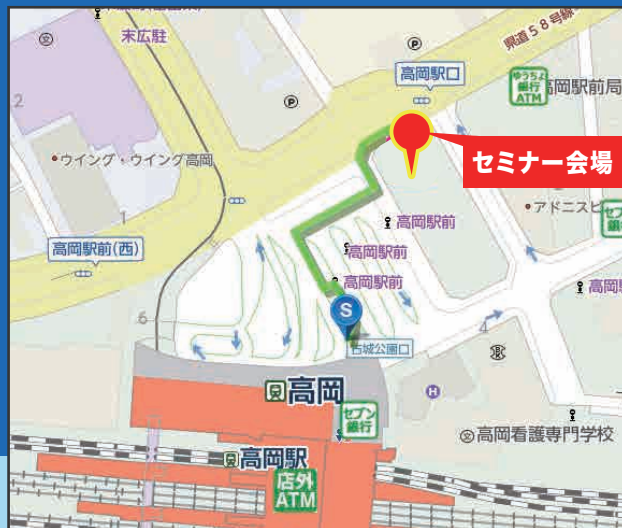 末広駐
県道58号線
高岡駅口
ゆうちょ
銀行
ATM
高岡駅前局
2
ウイング・ウイング高岡
セミナー会場
1
アドニスビ
セブン
銀行
高岡駅前
高岡駅前(西)
高岡駅前
高岡駅前
高岡駅
S
6
4
古城公園口
高岡
H
セブン
銀行
高岡看護専門学校
高岡駅
店外
ATM